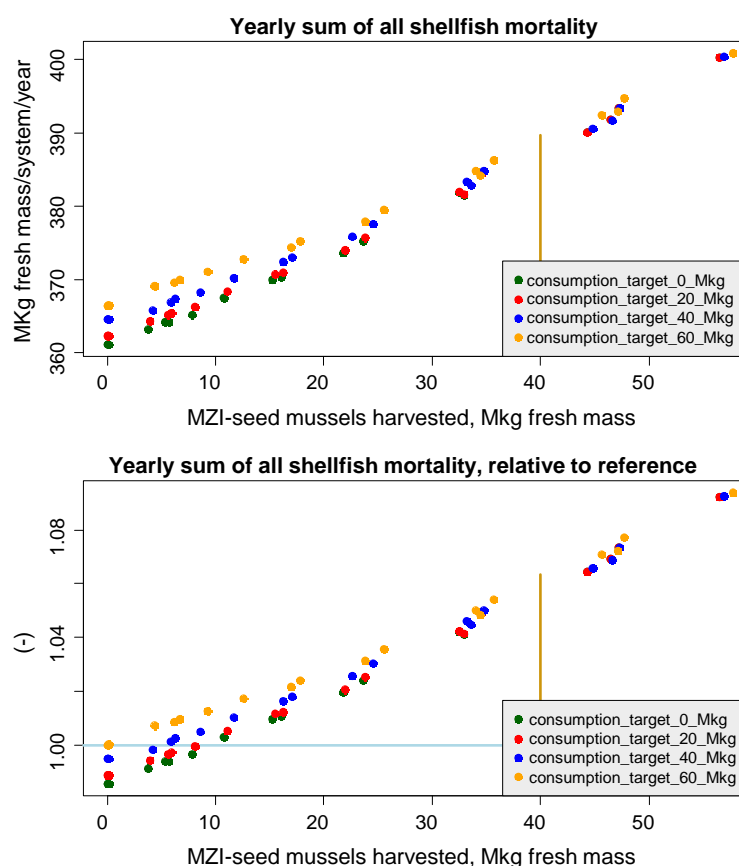 Yearly sum of all shellfish mortality
MKg fresh mass/system/year
400
390
380
370
360
consumption_target_0_Mkg
consumption_target_20_Mkg
consumption_target_40_Mkg
consumption_target_60_Mkg
0 10 20 30 40 50
MZI-seed mussels harvested, Mkg fresh mass
Yearly sum of all shellfish mortality, relative to reference
(-)
1.08
1.04
1.00
consumption_target_0_Mkg
consumption_target_20_Mkg
consumption_target_40_Mkg
consumption_target_60_Mkg
0 10 20 30 40 50
MZI-seed mussels harvested, Mkg fresh mass